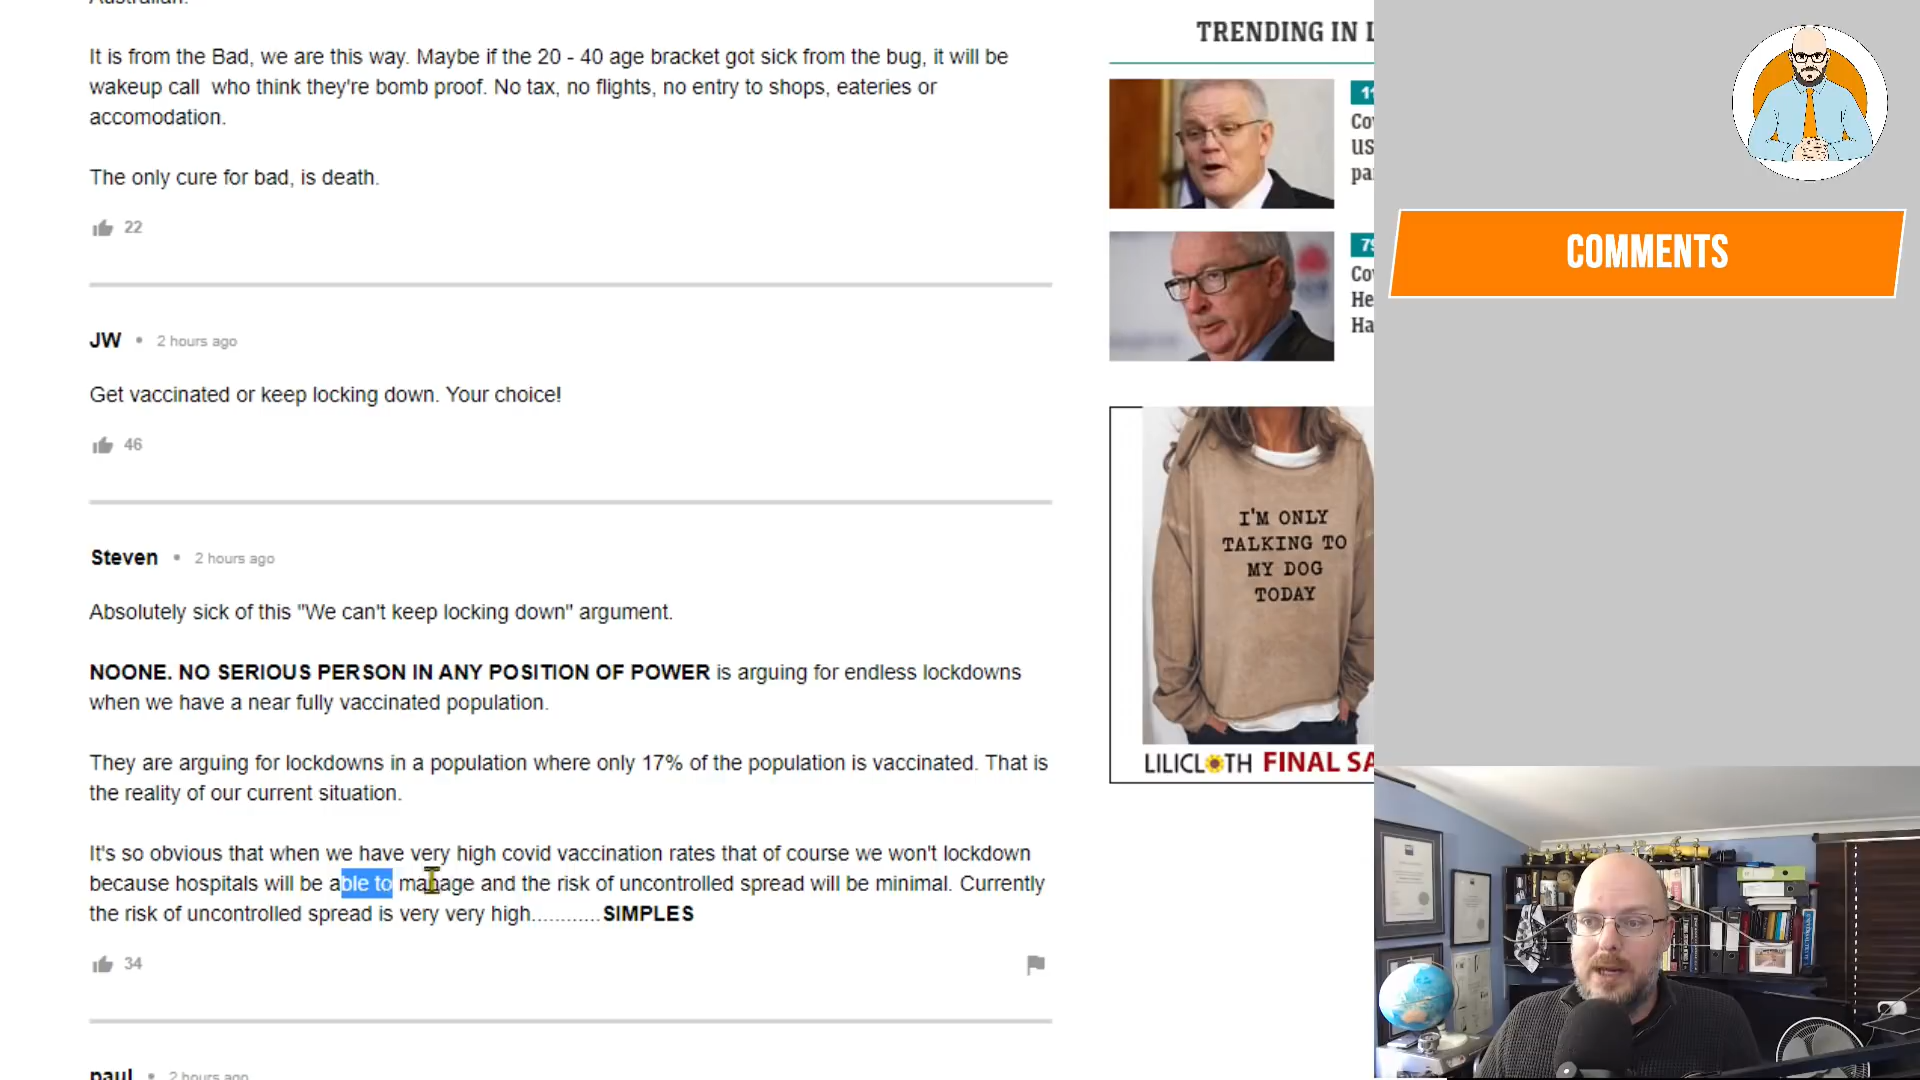 Australian.
It is from the Bad, we are this way. Maybe if the 20 - 40 age bracket got sick from the bug, it will be
wakeup call  who think they're bomb proof. No tax, no flights, no entry to shops, eateries or
accomodation.
The only cure for bad, is death.
22
JW • 2 hours ago
Get vaccinated or keep locking down. Your choice!
46
Steven • 2 hours ago
Absolutely sick of this "We can't keep locking down" argument.
NOONE. NO SERIOUS PERSON IN ANY POSITION OF POWER is arguing for endless lockdowns
when we have a near fully vaccinated population.
They are arguing for lockdowns in a population where only 17% of the population is vaccinated. That is
the reality of our current situation.
It's so obvious that when we have very high covid vaccination rates that of course we won't lockdown
because hospitals will be able to manage and the risk of uncontrolled spread will be minimal. Currently
the risk of uncontrolled spread is very very high............SIMPLES
34
paul • 2 hours ago
TRENDING IN
Co
US
pa
Co
He
Ha
I'M ONLY
TALKING TO
MY DOG
TODAY
LILICLOTH FINAL SA
COMMENTS